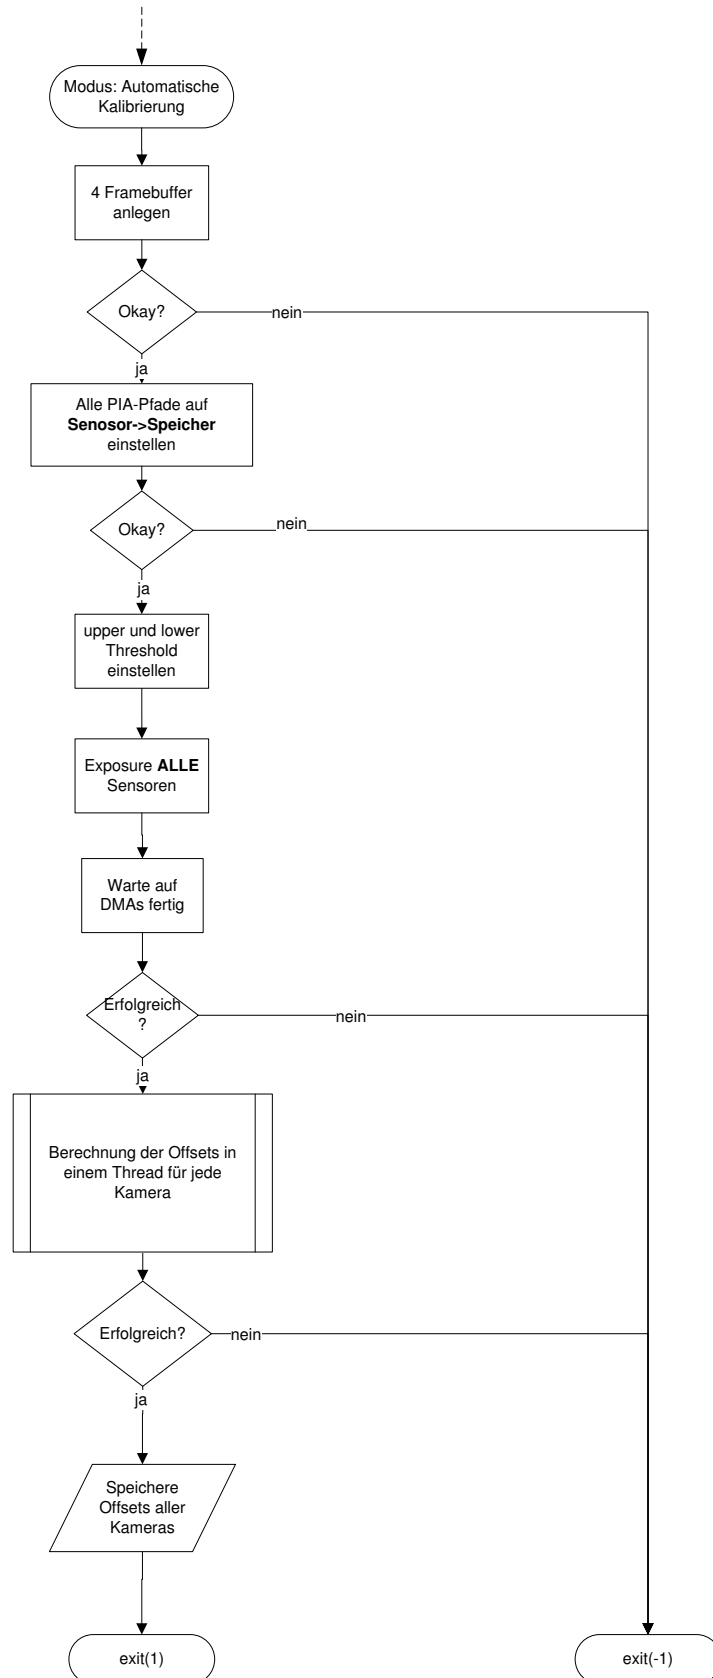 Modus: Automatische
Kalibrierung
4 Framebuffer
anlegen
Okay?
nein
ja
Alle PIA-Pfade auf
Senosor->Speicher
einstellen
Okay?
nein
ja
upper und lower
Threshold
einstellen
Exposure ALLE
Sensoren
Warte auf
DMAs fertig
Erfolgreich
?
nein
ja
Berechnung der Offsets in
einem Thread für jede
Kamera
Erfolgreich?
nein
ja
Speichere
Offsets aller
Kameras
exit(1)
exit(-1)